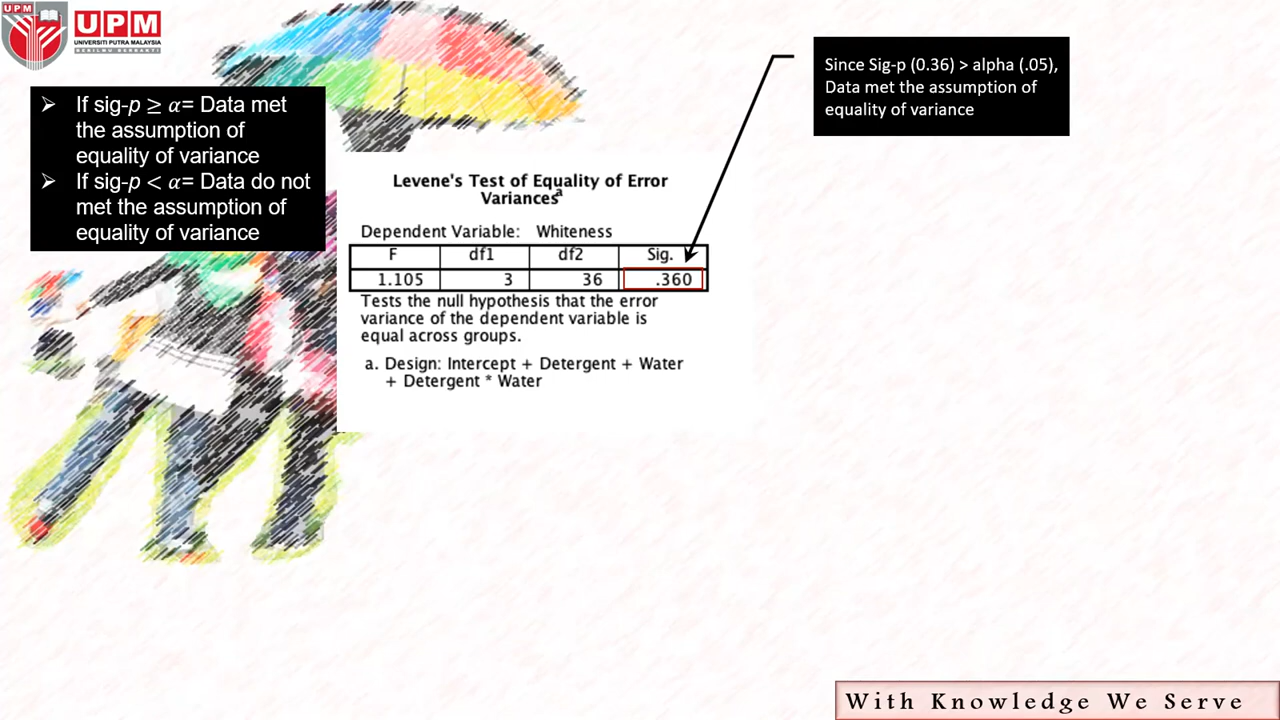 UPM
UPM
UNIVERSITI PUTRA MALAYSIA
BERILMU BERBAKTI
➢ If sig-p ≥ α= Data met
the assumption of
equality of variance
➢ If sig-p < α= Data do not
met the assumption of
equality of variance
Since Sig-p (0.36) > alpha (.05),
Data met the assumption of
equality of variance
Levene's Test of Equality of Error
Variancesᵃ
Dependent Variable: Whiteness
F df1 df2 Sig.
1.105 3 36 .360
Tests the null hypothesis that the error
variance of the dependent variable is
equal across groups.
a. Design: Intercept + Detergent + Water
+ Detergent * Water
With Knowledge We Serve